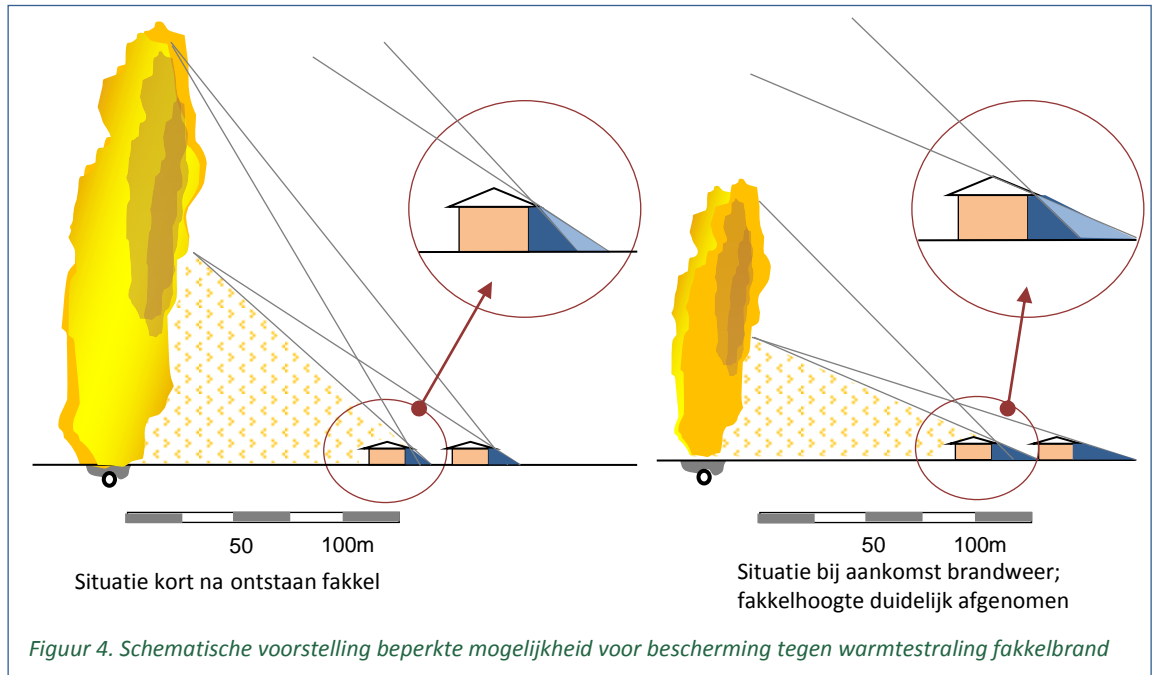 50 100m
Situatie kort na ontstaan fakkel
50 100m
Situatie bij aankomst brandweer;
fakkelhoogte duidelijk afgenomen
Figuur 4. Schematische voorstelling beperkte mogelijkheid voor bescherming tegen warmtestraling fakkelbrand